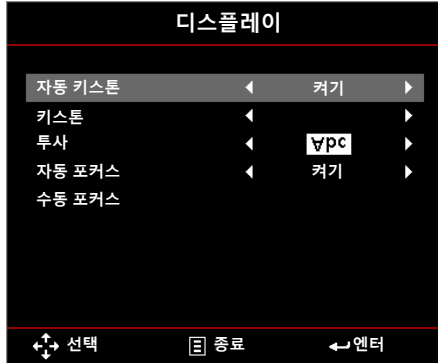 디스플레이
자동 키스톤 켜기
키스톤
투사 Abc
자동 포커스 켜기
수동 포커스
선택 종료 엔터